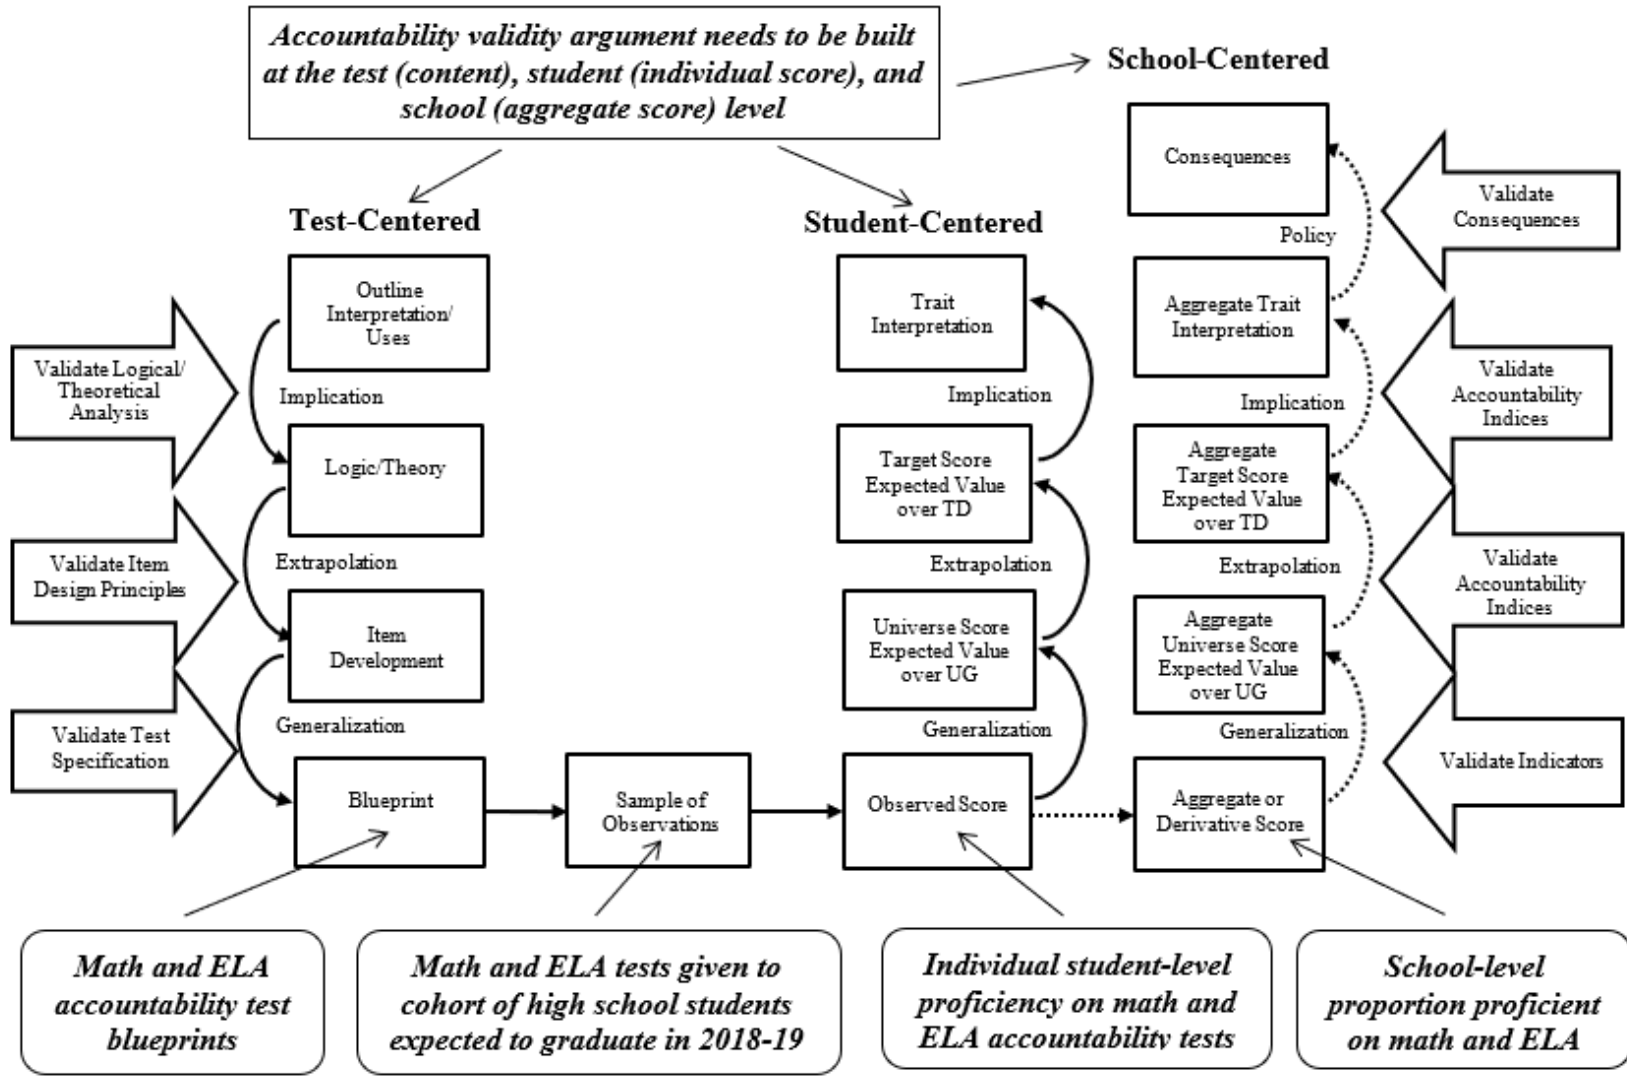 Accountability validity argument needs to be built
at the test (content), student (individual score), and
school (aggregate score) level
School-Centered
Test-Centered
Student-Centered
Consequences
Validate
Consequences
Policy
Outline
Interpretation/
Uses
Trait
Interpretation
Aggregate Trait
Interpretation
Validate Logical/
Theoretical
Analysis
Implication
Implication
Implication
Validate
Accountability
Indices
Logic/Theory
Target Score
Expected Value
over TD
Aggregate
Target Score
Expected Value
over TD
Validate Item
Design Principles
Extrapolation
Extrapolation
Extrapolation
Validate
Accountability
Indices
Item
Development
Universe Score
Expected Value
over UG
Aggregate
Universe Score
Expected Value
over UG
Validate Test
Specification
Generalization
Generalization
Generalization
Validate Indicators
Blueprint
Sample of
Observations
Observed Score
Aggregate or
Derivative Score
Math and ELA
accountability test
blueprints
Math and ELA tests given to
cohort of high school students
expected to graduate in 2018-19
Individual student-level
proficiency on math and
ELA accountability tests
School-level
proportion proficient
on math and ELA